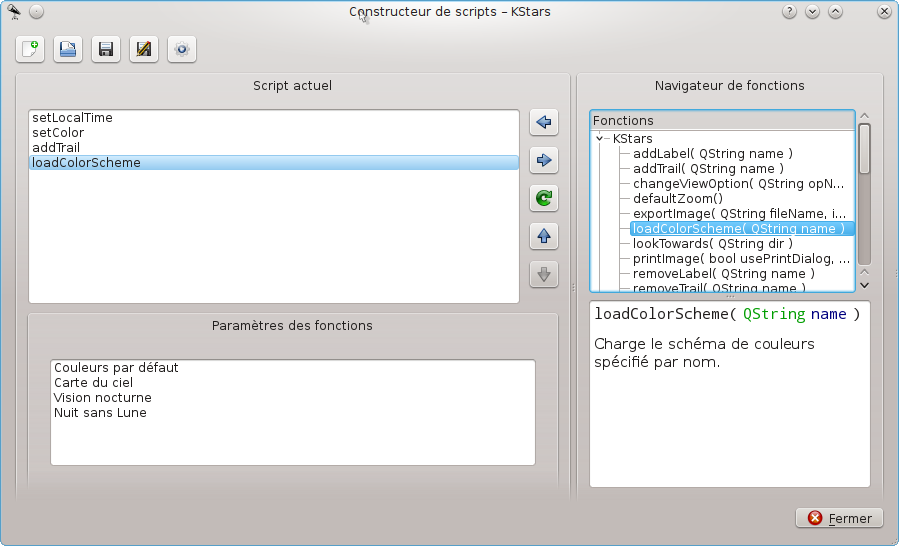 Constructeur de scripts – KStars
Script actuel
setLocalTime
setColor
addTrail
loadColorScheme
Paramètres des fonctions
Couleurs par défaut
Carte du ciel
Vision nocturne
Nuit sans Lune
Navigateur de fonctions
Fonctions
KStars
addLabel( QString name )
addTrail( QString name )
changeViewOption( QString opN...
defaultZoom()
exportImage( QString fileName, i...
loadColorScheme( QString name )
lookTowards( QString dir )
printImage( bool usePrintDialog, ...
removeLabel( QString name )
removeTrail( QString name )
loadColorScheme( QString name )
Charge le schéma de couleurs
spécifié par nom.
Fermer